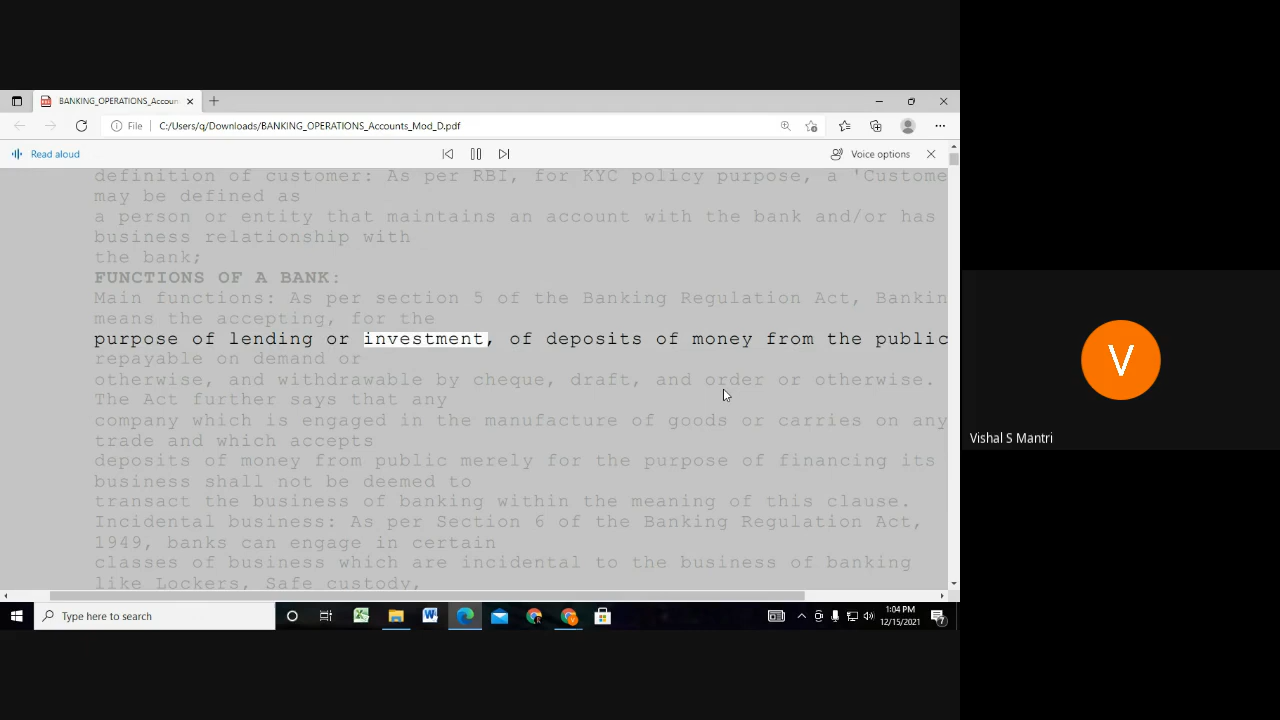 BANKING_OPERATIONS_Accoun
File
C:/Users/q/Downloads/BANKING_OPERATIONS_Accounts_Mod_D.pdf
Read aloud
Voice options
definition of customer: As per RBI, for KYC policy purpose, a 'Custome
may be defined as
a person or entity that maintains an account with the bank and/or has
business relationship with
the bank;
FUNCTIONS OF A BANK:
Main functions: As per section 5 of the Banking Regulation Act, Bankin
means the accepting, for the
purpose of lending or investment, of deposits of money from the public
repayable on demand or
otherwise, and withdrawable by cheque, draft, and order or otherwise.
The Act further says that any
company which is engaged in the manufacture of goods or carries on any
trade and which accepts
deposits of money from public merely for the purpose of financing its
business shall not be deemed to
transact the business of banking within the meaning of this clause.
Incidental business: As per Section 6 of the Banking Regulation Act,
1949, banks can engage in certain
classes of business which are incidental to the business of banking
like Lockers, Safe custody,
Type here to search
1:04 PM
12/15/2021
7
V
Vishal S Mantri